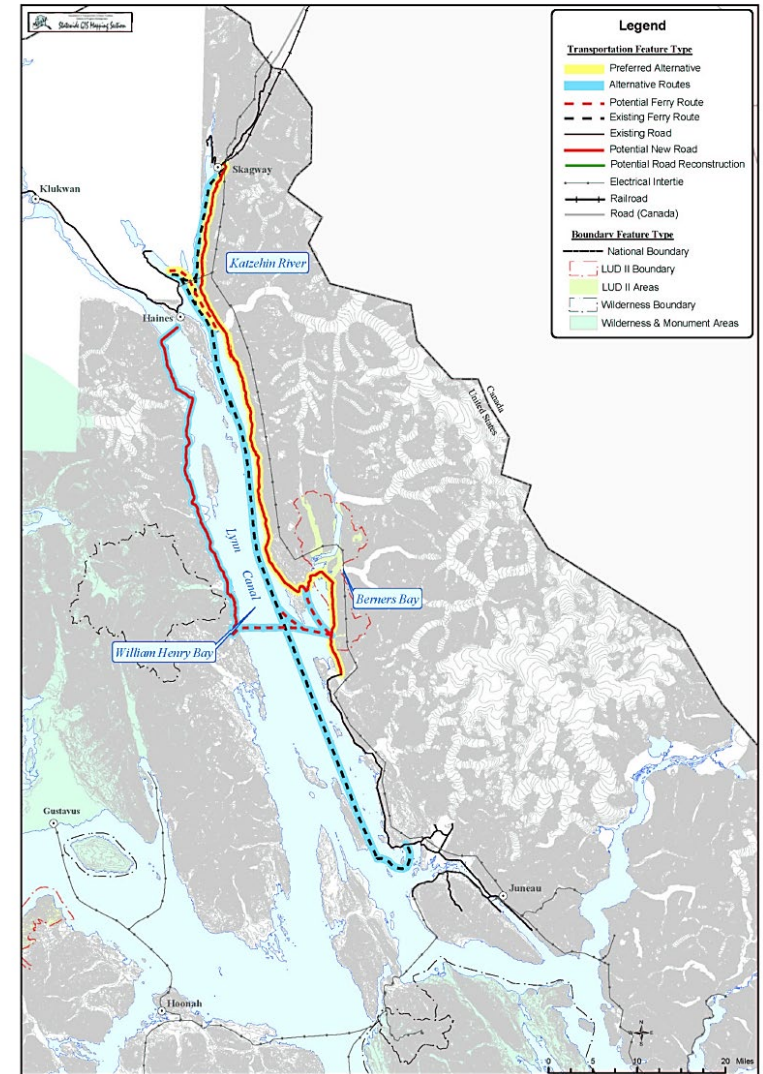 Statewide GIS Mapping Section
Legend
Transportation Feature Type
Preferred Alternative
Alternative Routes
Potential Ferry Route
Existing Ferry Route
Existing Road
Potential New Road
Potential Road Reconstruction
Electrical Intertie
Railroad
Road (Canada)
Boundary Feature Type
National Boundary
LUD II Boundary
LUD II Areas
Wilderness Boundary
Wilderness & Monument Areas
Skagway
Klukwan
Katzehin River
Haines
Canada
United States
Lynn
Canal
Berners Bay
William Henry Bay
Gustavus
Juneau
Hoonah
N
W
E
S
0 5 10 20 Miles